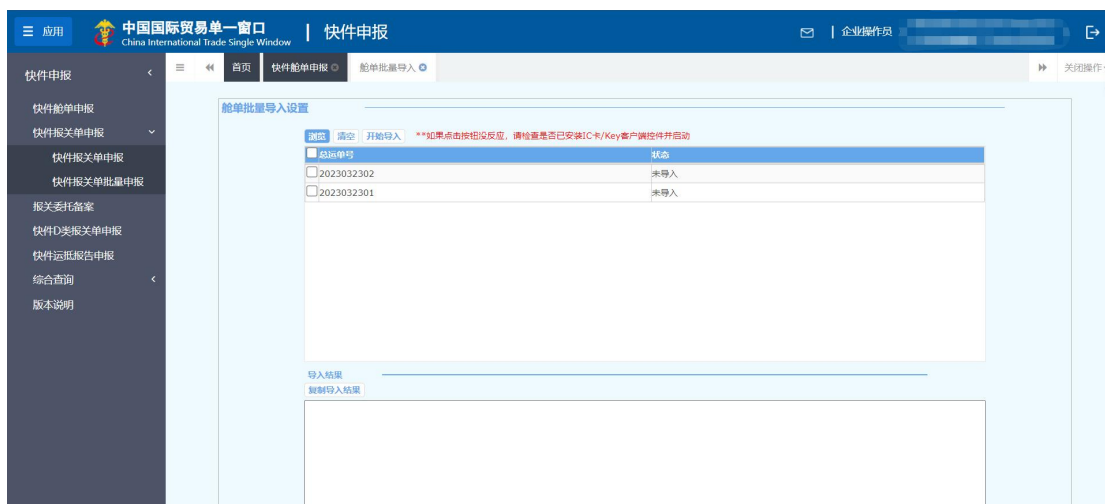 应用
中国国际贸易单一窗口
China International Trade Single Window
快件申报
企业操作员
快件申报
首页
快件舱单申报
舱单批量导入
关闭操作
快件舱单申报
快件报关单申报
快件报关单申报
快件报关单批量申报
报关委托备案
快件D类报关单申报
快件运抵报告申报
综合查询
版本说明
舱单批量导入设置
浏览 清空 开始导入 **如果点击按钮没反应，请检查是否已安装IC卡/Key客户端控件并启动
总运单号 状态
2023032302 未导入
2023032301 未导入
导入结果
复制导入结果